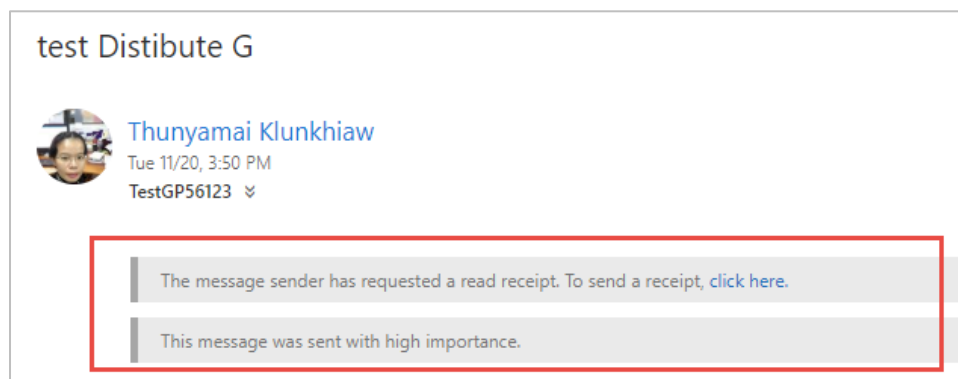 test Distibute G
Thunyamai Klunkhiaw
Tue 11/20, 3:50 PM
TestGP56123
The message sender has requested a read receipt. To send a receipt, click here.
This message was sent with high importance.